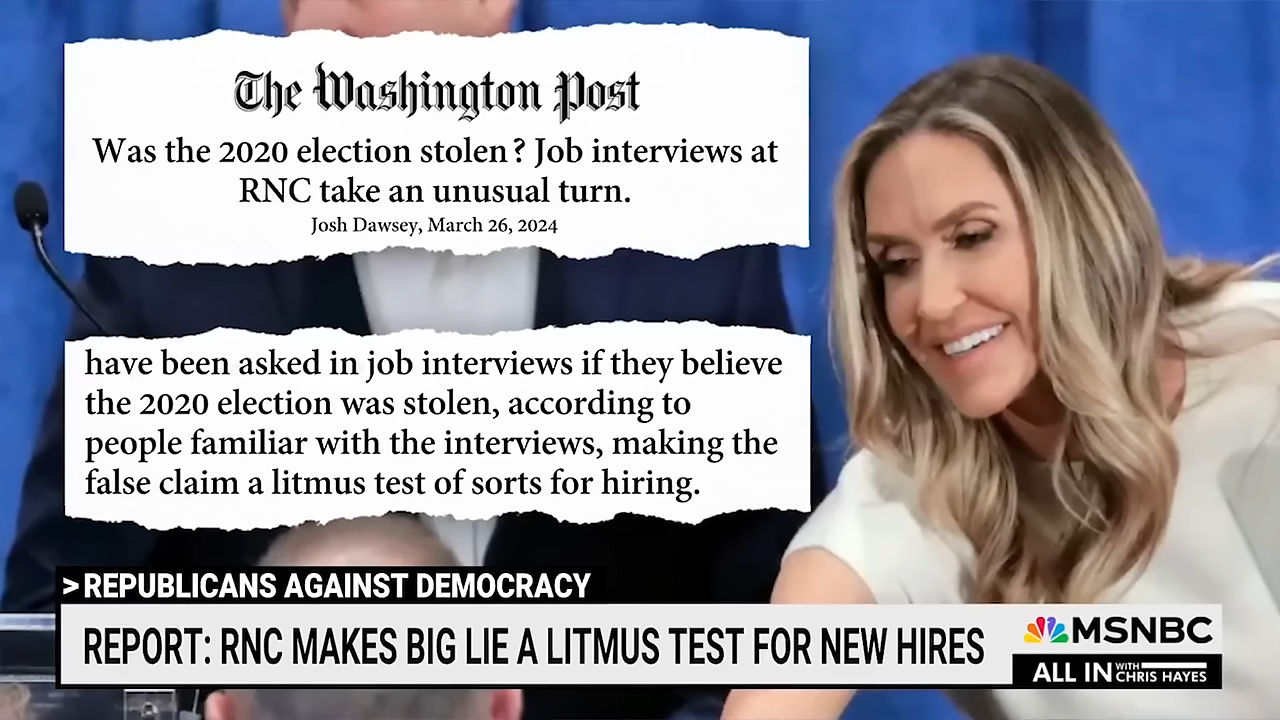 The Washington Post
Was the 2020 election stolen? Job interviews at
RNC take an unusual turn.
Josh Dawsey, March 26, 2024
have been asked in job interviews if they believe
the 2020 election was stolen, according to
people familiar with the interviews, making the
false claim a litmus test of sorts for hiring.
>REPUBLICANS AGAINST DEMOCRACY
REPORT: RNC MAKES BIG LIE A LITMUS TEST FOR NEW HIRES
MSNBC
ALL IN WITH CHRIS HAYES